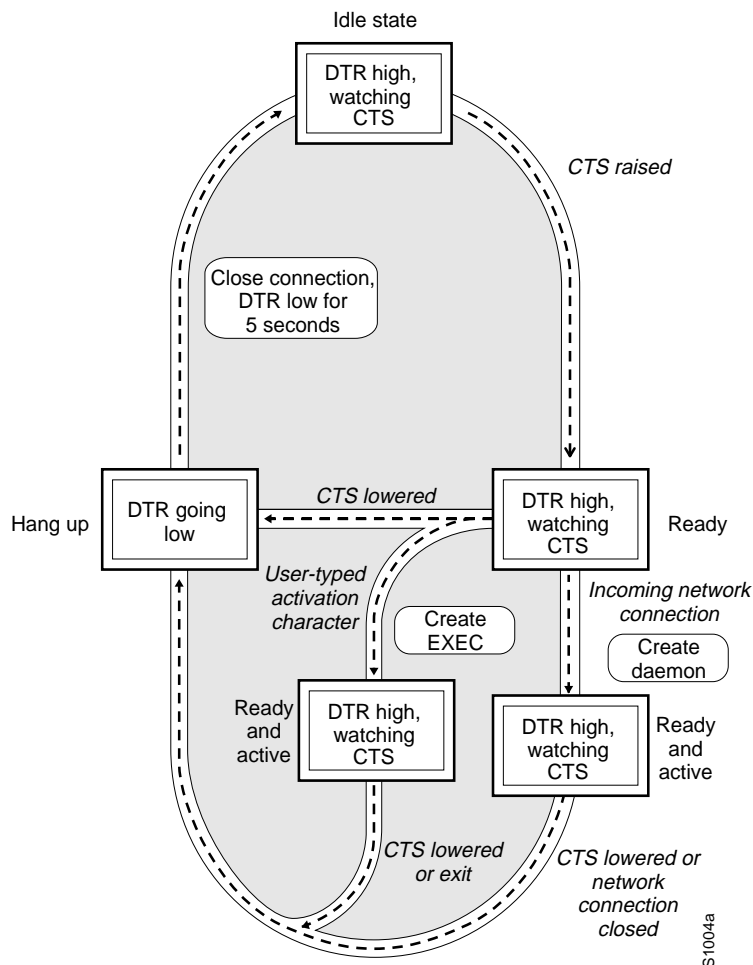 Idle state
DTR high,
watching
CTS
CTS raised
Close connection,
DTR low for
5 seconds
Hang up
DTR going
low
CTS lowered
DTR high,
watching
CTS
Ready
User-typed
activation
character
Create
EXEC
Incoming network
connection
Create
daemon
Ready
and
active
DTR high,
watching
CTS
DTR high,
watching
CTS
Ready
and
active
CTS lowered
or exit
CTS lowered or
network
connection
closed
S1004a